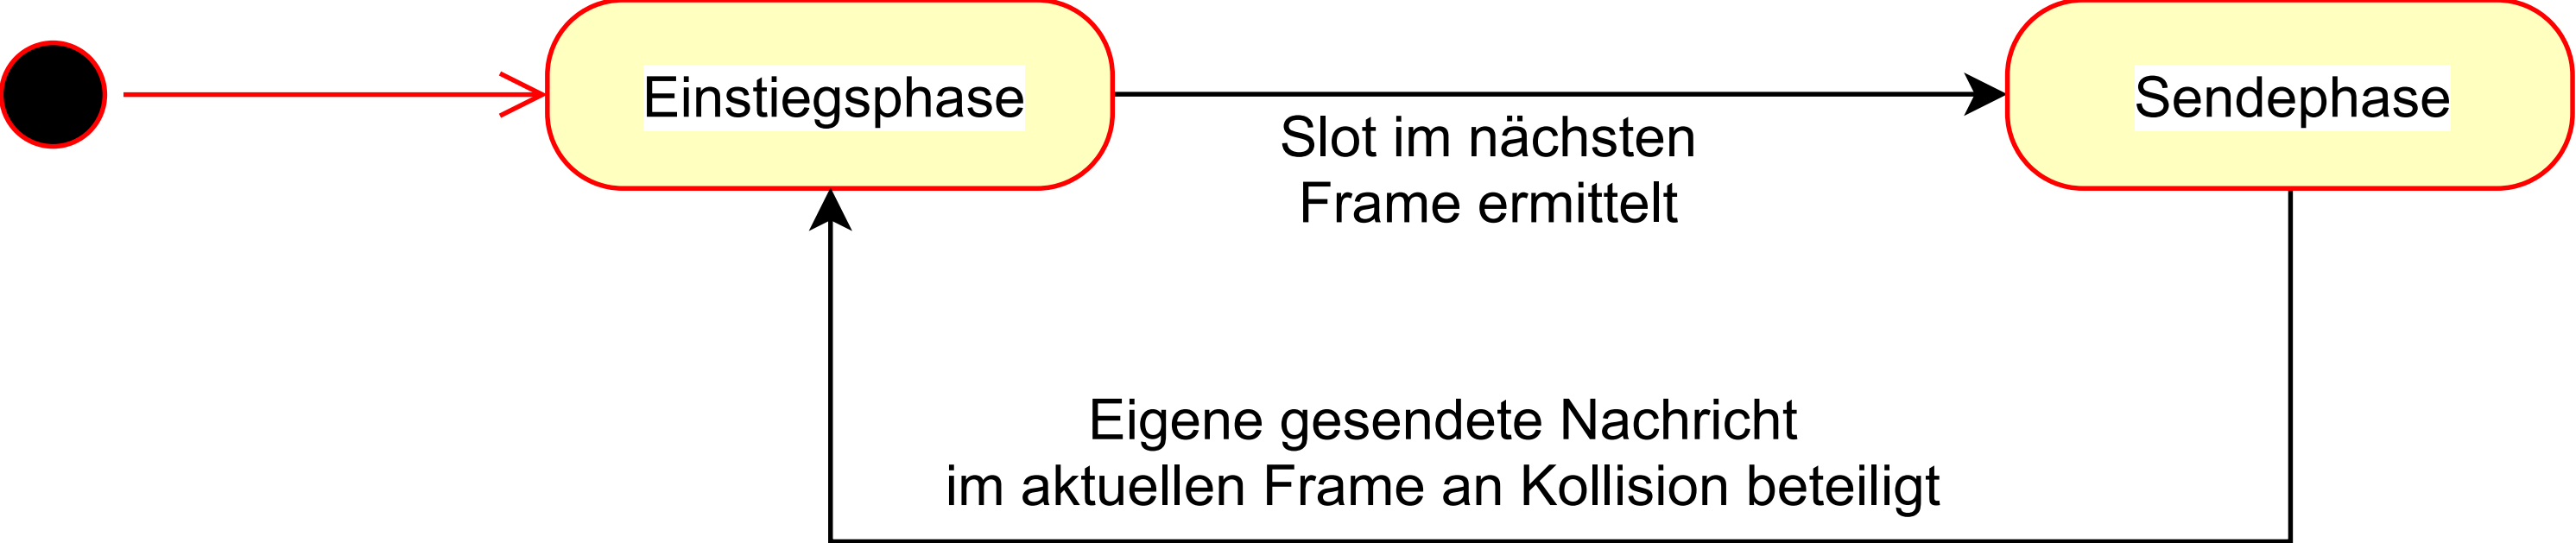 Einstiegsphase
Sendephase
Slot im nächsten
Frame ermittelt
Eigene gesendete Nachricht
im aktuellen Frame an Kollision beteiligt